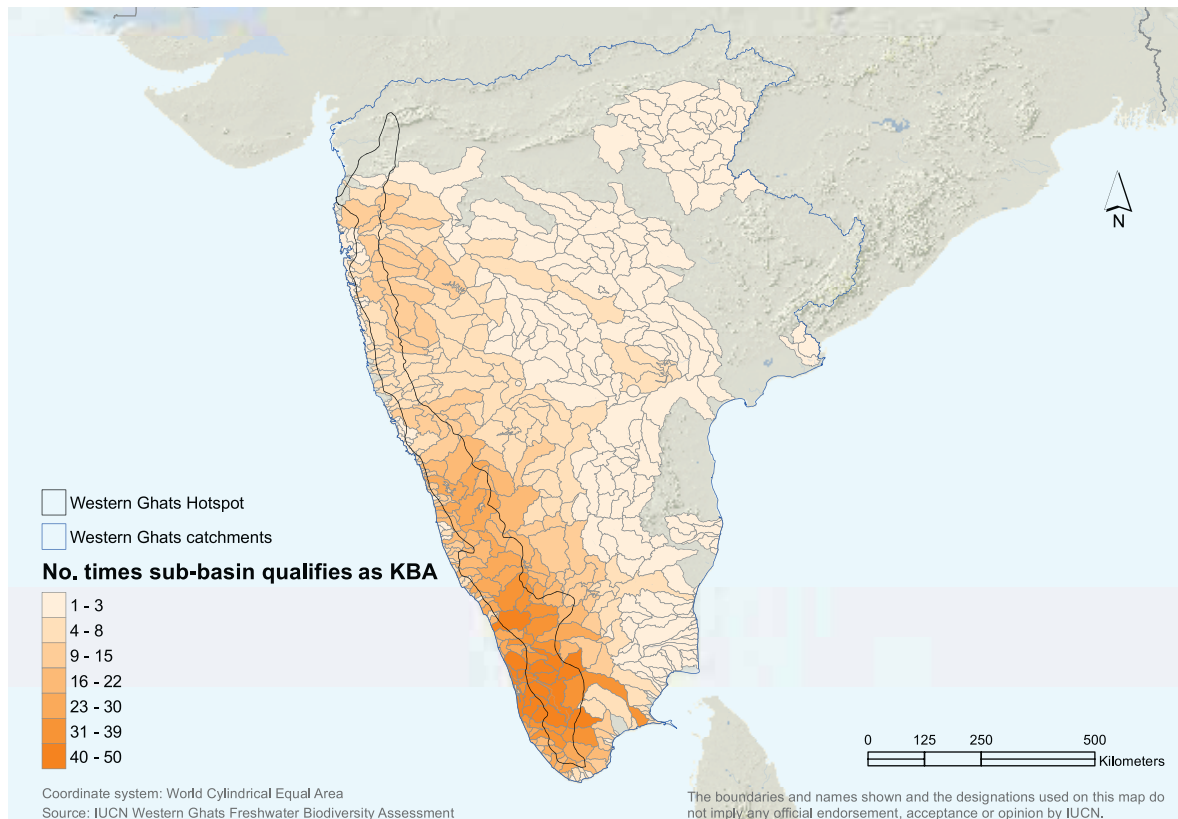 N
Western Ghats Hotspot
Western Ghats catchments
No. times sub-basin qualifies as KBA
1 - 3
4 - 8
9 - 15
16 - 22
23 - 30
31 - 39
40 - 50
0 125 250 500
Kilometers
Coordinate system: World Cylindrical Equal Area
Source: IUCN Western Ghats Freshwater Biodiversity Assessment
The boundaries and names shown and the designations used on this map do
not imply any official endorsement, acceptance or opinion by IUCN.